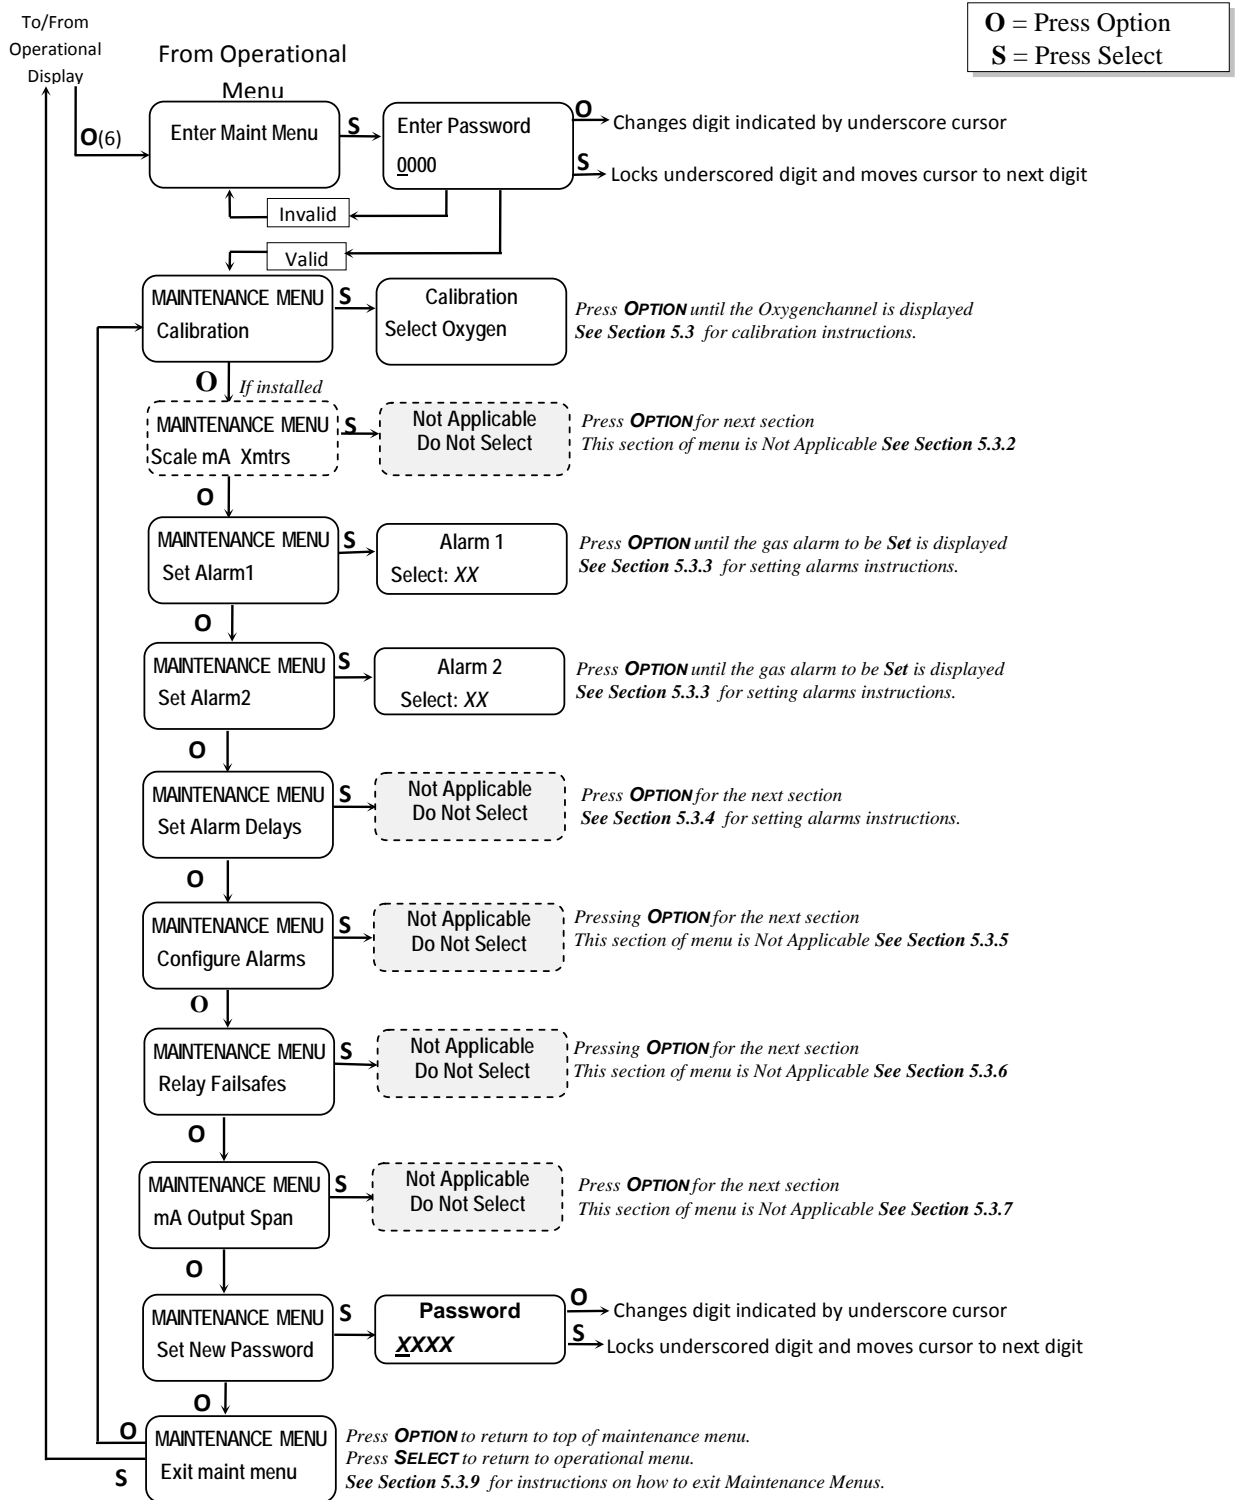 To/From
Operational
Display
From Operational
Menu
O = Press Option
S = Press Select
O(6)
Enter Maint Menu
S
Enter Password
0000
O
Changes digit indicated by underscore cursor
S
Locks underscored digit and moves cursor to next digit
Invalid
Valid
MAINTENANCE MENU
Calibration
S
Calibration
Select Oxygen
Press OPTION until the Oxygenchannel is displayed
See Section 5.3 for calibration instructions.
O
If installed
MAINTENANCE MENU
Scale mA Xmtrs
S
Not Applicable
Do Not Select
Press OPTION for next section
This section of menu is Not Applicable See Section 5.3.2
O
MAINTENANCE MENU
Set Alarm1
S
Alarm 1
Select: XX
Press OPTION until the gas alarm to be Set is displayed
See Section 5.3.3 for setting alarms instructions.
O
MAINTENANCE MENU
Set Alarm2
S
Alarm 2
Select: XX
Press OPTION until the gas alarm to be Set is displayed
See Section 5.3.3 for setting alarms instructions.
O
MAINTENANCE MENU
Set Alarm Delays
S
Not Applicable
Do Not Select
Press OPTION for the next section
See Section 5.3.4 for setting alarms instructions.
O
MAINTENANCE MENU
Configure Alarms
S
Not Applicable
Do Not Select
Pressing OPTION for the next section
This section of menu is Not Applicable See Section 5.3.5
O
MAINTENANCE MENU
Relay Failsafes
S
Not Applicable
Do Not Select
Pressing OPTION for the next section
This section of menu is Not Applicable See Section 5.3.6
O
MAINTENANCE MENU
mA Output Span
S
Not Applicable
Do Not Select
Press OPTION for the next section
This section of menu is Not Applicable See Section 5.3.7
O
MAINTENANCE MENU
Set New Password
S
Password
XXXX
O
Changes digit indicated by underscore cursor
S
Locks underscored digit and moves cursor to next digit
O
O
S
MAINTENANCE MENU
Exit maint menu
Press OPTION to return to top of maintenance menu.
Press SELECT to return to operational menu.
See Section 5.3.9 for instructions on how to exit Maintenance Menus.